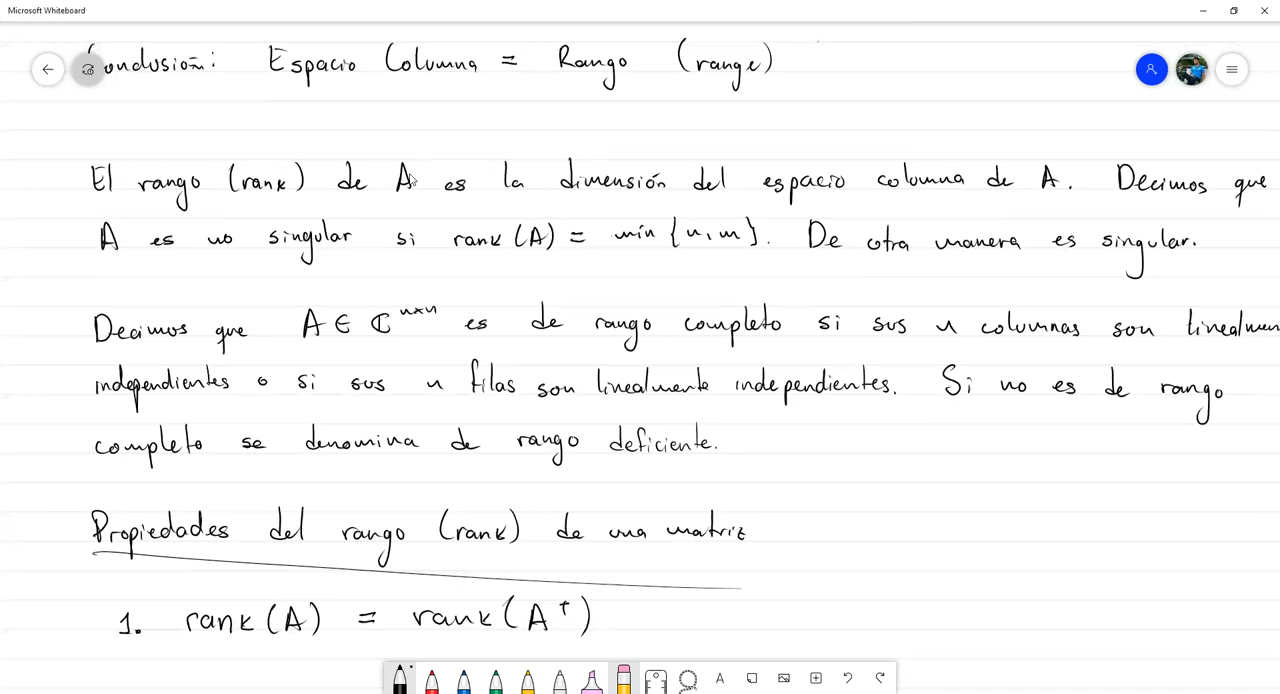 Microsoft Whiteboard
Conclusión: Espacio Columna = Rango (range)
El rango (rank) de A es la dimensión del espacio columna de A. Decimos que
A es no singular si rank(A) = mín {n, m}. De otra manera es singular.
Decimos que A ∈ ℂⁿˣⁿ es de rango completo si sus n columnas son linealmen
independientes o si sus n filas son linealmente independientes. Si no es de rango
completo se denomina de rango deficiente.
Propiedades del rango (rank) de una matriz
1. rank(A) = rank(A^T)